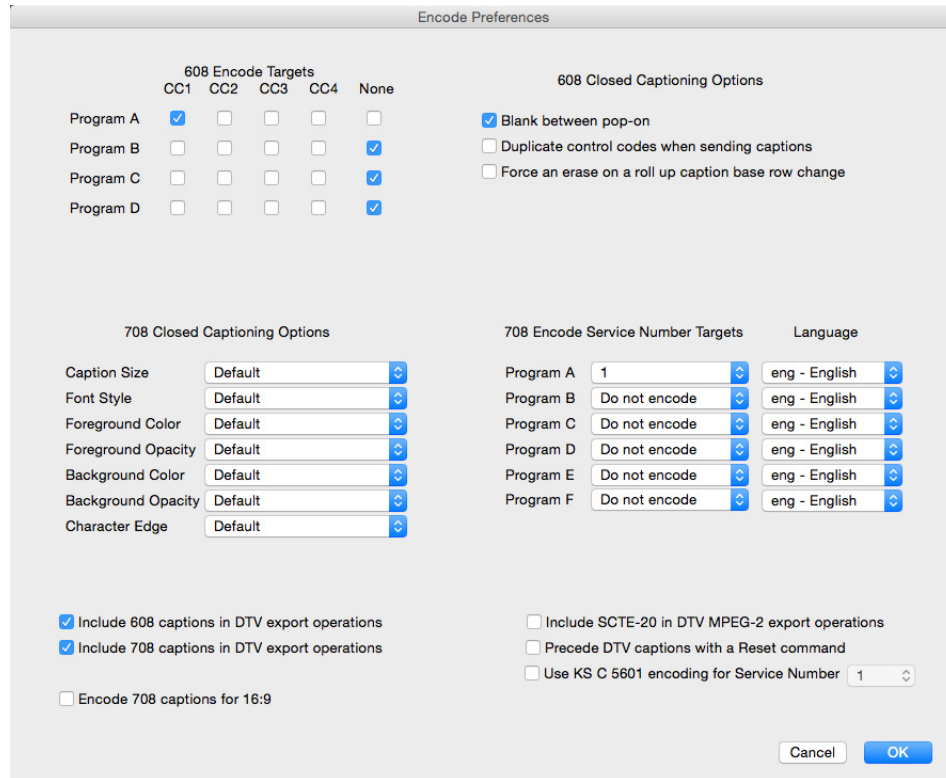 Encode Preferences
608 Encode Targets
CC1 CC2 CC3 CC4 None
Program A
Program B
Program C
Program D
608 Closed Captioning Options
Blank between pop-on
Duplicate control codes when sending captions
Force an erase on a roll up caption base row change
708 Closed Captioning Options
Caption Size Default
Font Style Default
Foreground Color Default
Foreground Opacity Default
Background Color Default
Background Opacity Default
Character Edge Default
708 Encode Service Number Targets Language
Program A 1 eng - English
Program B Do not encode eng - English
Program C Do not encode eng - English
Program D Do not encode eng - English
Program E Do not encode eng - English
Program F Do not encode eng - English
Include 608 captions in DTV export operations
Include 708 captions in DTV export operations
Encode 708 captions for 16:9
Include SCTE-20 in DTV MPEG-2 export operations
Precede DTV captions with a Reset command
Use KS C 5601 encoding for Service Number 1
Cancel OK